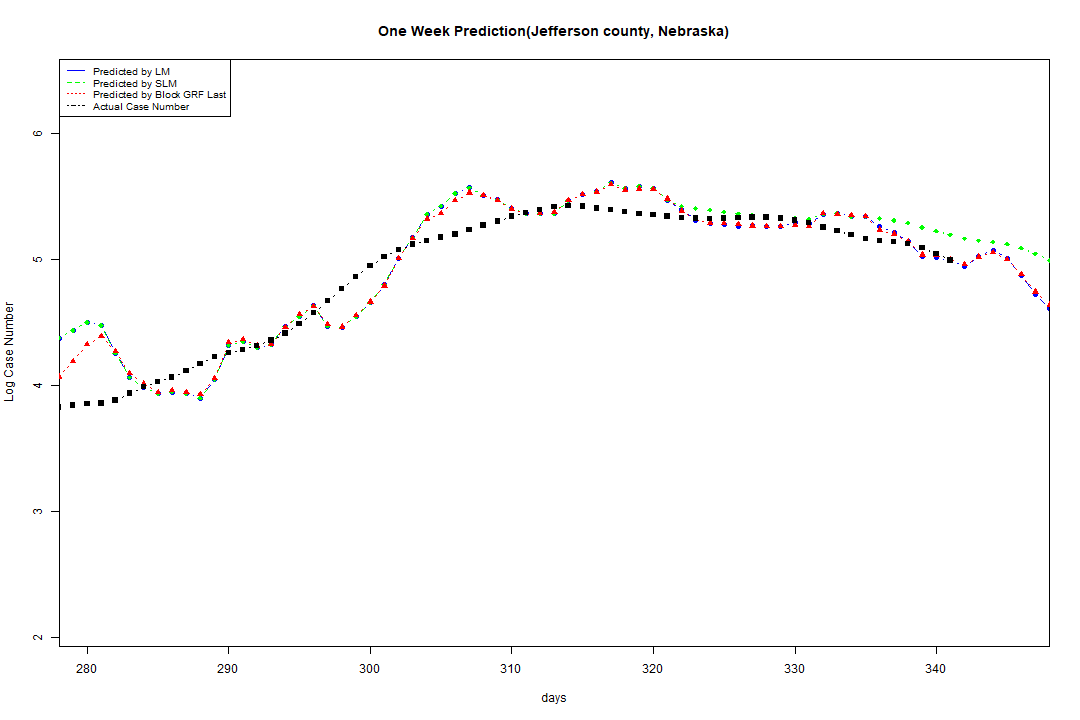 One Week Prediction(Jefferson county, Nebraska)
Predicted by LM
Predicted by SLM
Predicted by Block GRF Last
Actual Case Number
6
5
4
3
2
Log Case Number
280 290 300 310 320 330 340
days